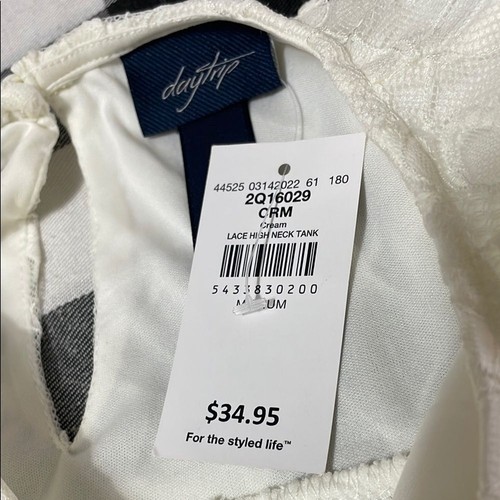 daytrip
44525 03142022 61 180
2Q16029
CRM
Cream
LACE HIGH NECK TANK
5433830200
MEDIUM
$34.95
For the styled life™